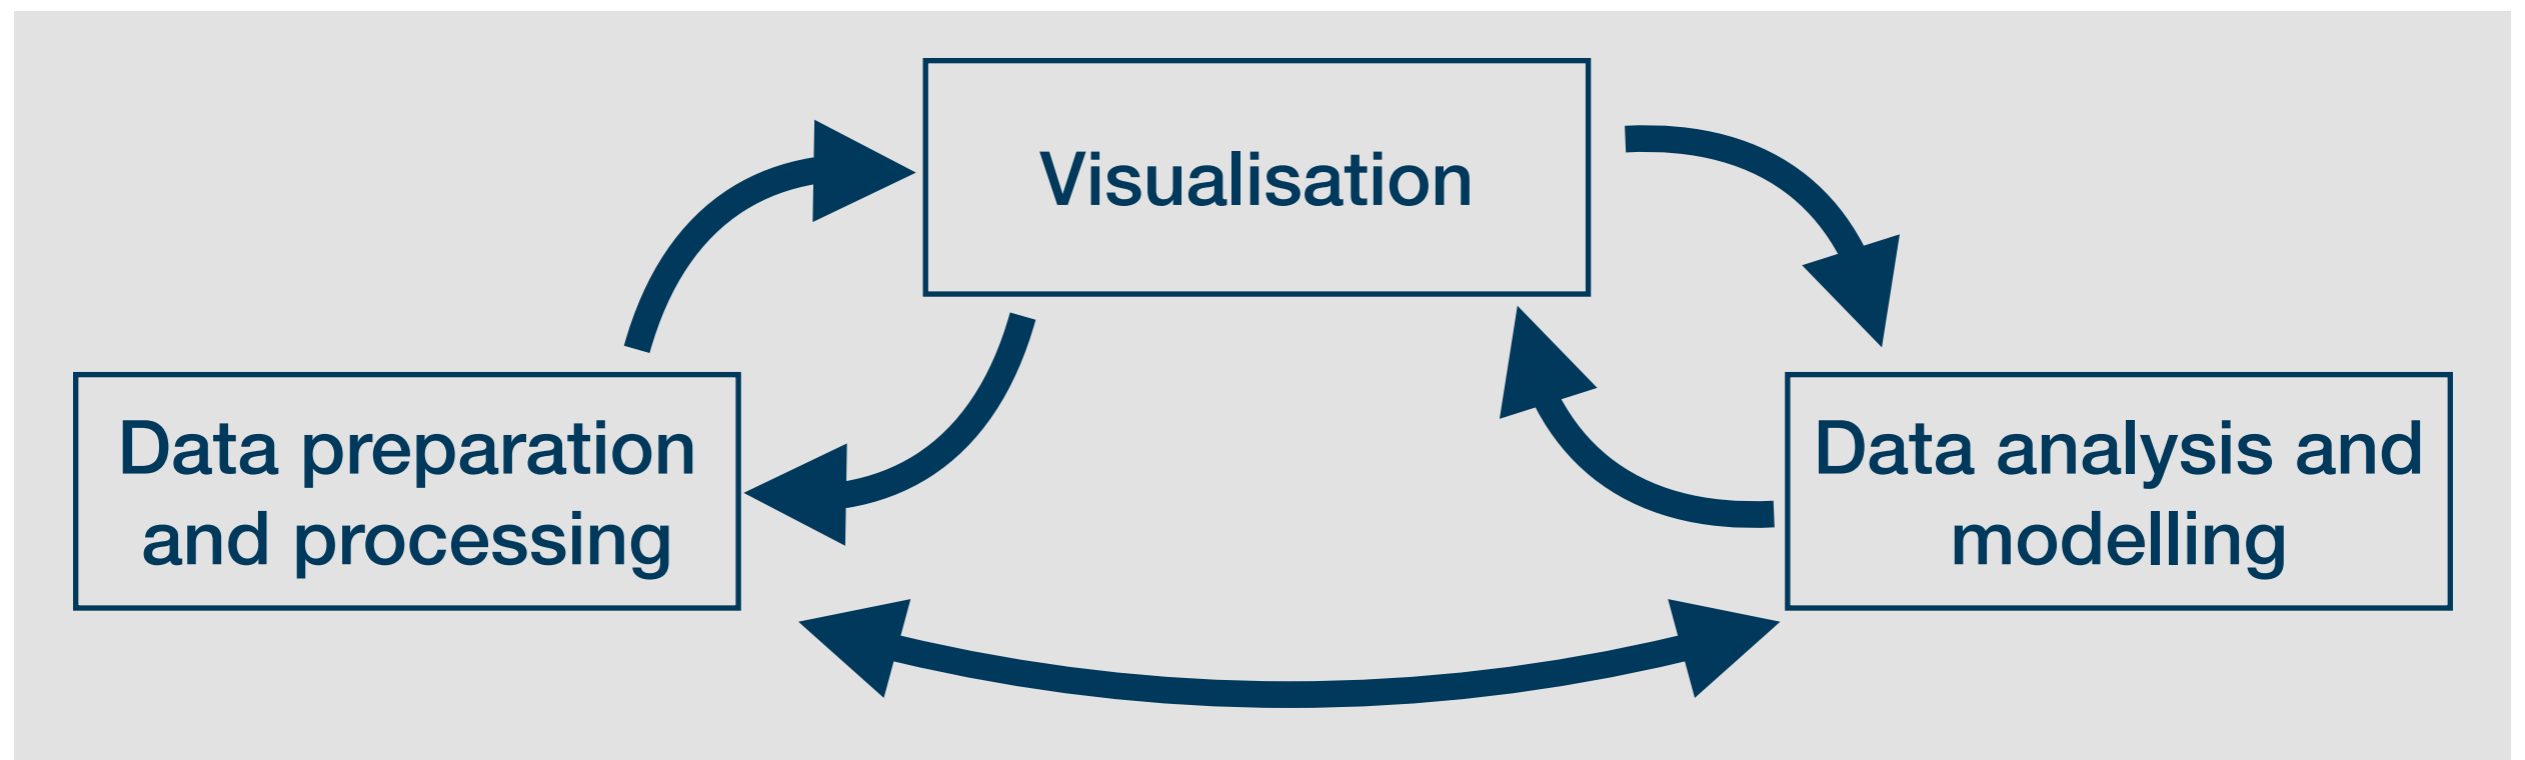 Visualisation
Data preparation
and processing
Data analysis and
modelling